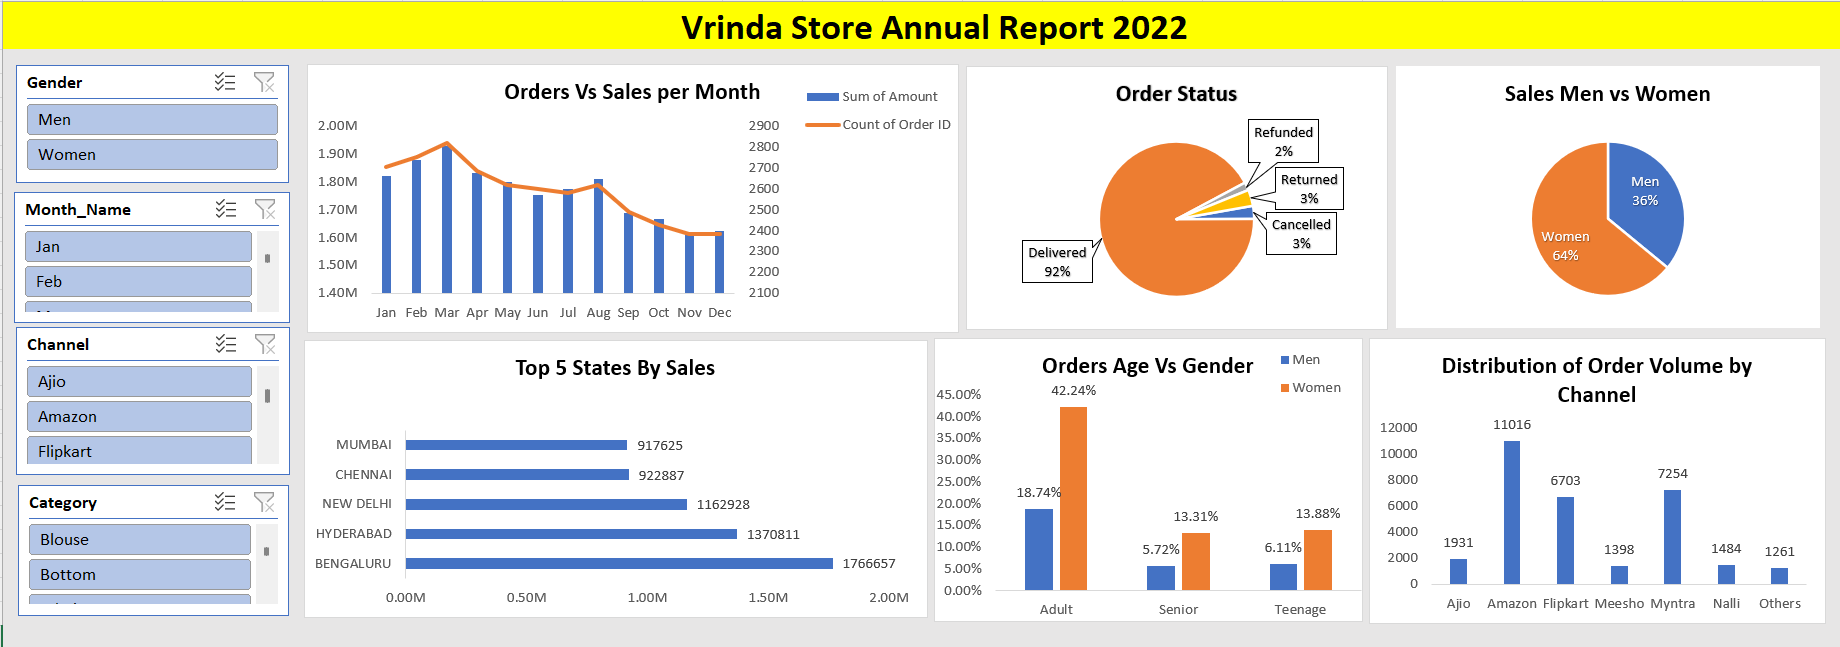 Vrinda Store Annual Report 2022
Gender
Men
Women
Month_Name
Jan
Feb
Channel
Ajio
Amazon
Flipkart
Category
Blouse
Bottom
Orders Vs Sales per Month
Sum of Amount
Count of Order ID
2.00M
1.90M
1.80M
1.70M
1.60M
1.50M
1.40M
2900
2800
2700
2600
2500
2400
2300
2200
2100
Jan Feb Mar Apr May Jun Jul Aug Sep Oct Nov Dec
Order Status
Refunded
2%
Returned
3%
Cancelled
3%
Delivered
92%
Sales Men vs Women
Men
36%
Women
64%
Top 5 States By Sales
MUMBAI 917625
CHENNAI 922887
NEW DELHI 1162928
HYDERABAD 1370811
BENGALURU 1766657
0.00M 0.50M 1.00M 1.50M 2.00M
Orders Age Vs Gender
Men
Women
45.00%
40.00%
35.00%
30.00%
25.00%
20.00%
15.00%
10.00%
5.00%
0.00%
18.74% 42.24%
5.72% 13.31%
6.11% 13.88%
Adult Senior Teenage
Distribution of Order Volume by
Channel
12000
10000
8000
6000
4000
2000
0
1931 11016 6703 1398 7254 1484 1261
Ajio Amazon Flipkart Meesho Myntra Nalli Others